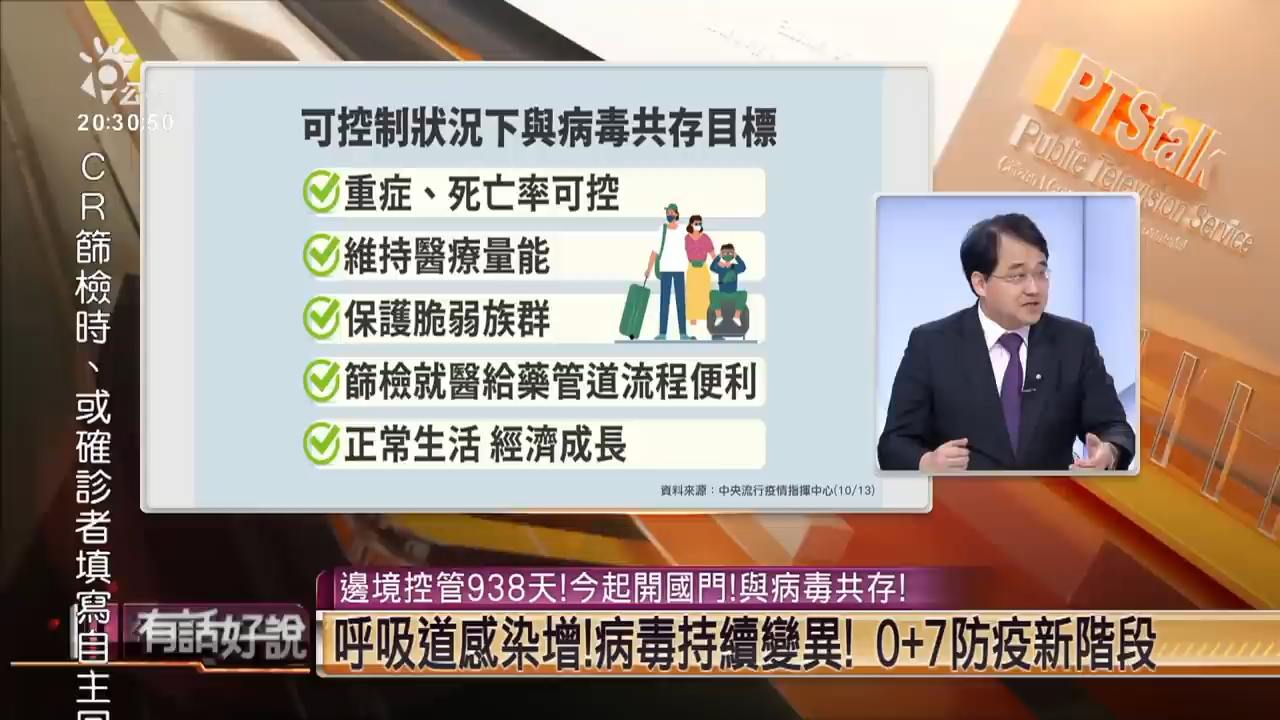 公
20:30:50
CR篩檢時、或確診者填寫自主回
可控制狀況下與病毒共存目標
重症、死亡率可控
維持醫療量能
保護脆弱族群
篩檢就醫給藥管道流程便利
正常生活 經濟成長
資料來源：中央流行疫情指揮中心(10/13)
PTStalk
Public Television Service
邊境控管938天!今起開國門!與病毒共存!
有話好說
呼吸道感染增!病毒持續變異! 0+7防疫新階段